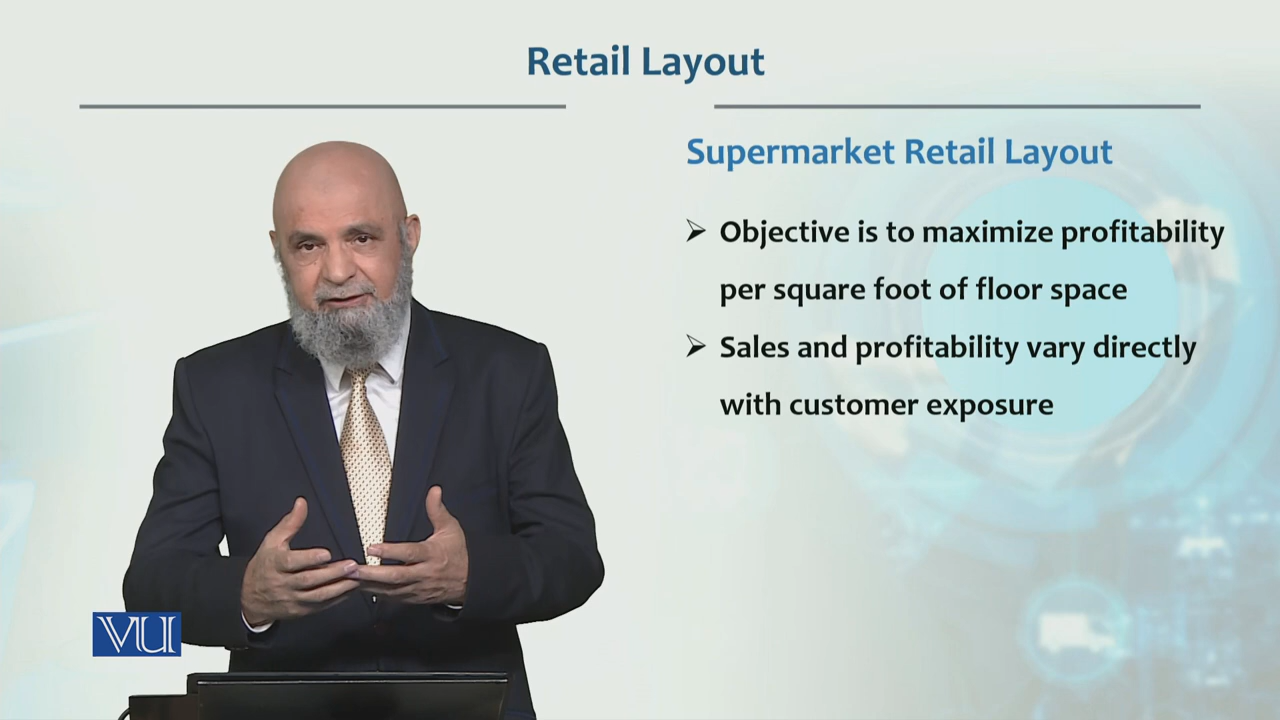 Retail Layout
Supermarket Retail Layout
➢ Objective is to maximize profitability
per square foot of floor space
➢ Sales and profitability vary directly
with customer exposure
VU